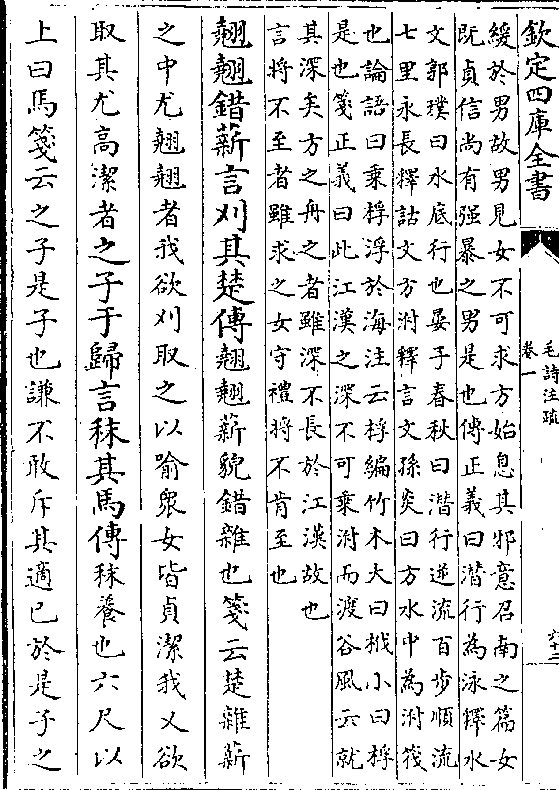 欽定四庫全書
毛詩注疏
卷一
六十二
緩於男故男見女不可求方始息其邪意召南之篇女
既貞信尚有强暴之男是也傳正義曰潛行為泳釋水
文郭璞曰水底行也晏子春秋曰潛行逆流百步順流
七里永長釋詁文方泭釋言文孫炎曰方水中為泭筏
也論語曰乗桴浮於海注云桴編竹木大曰栰小曰桴
是也箋正義曰此江漢之深不可乗泭而渡谷風云就
其深矣方之舟之者雖深不長於江漢故也
言將不至者雖求之女守禮將不肯至也
翹翹錯薪言刈其楚傳翹翹薪貌錯雜也箋云楚雜薪
之中尤翹翹者我欲刈取之以喻衆女皆貞潔我又欲
取其尤高潔者之子于歸言秣其馬傳秣養也六尺以
上曰馬箋云之子是子也謙不敢斥其適已於是子之